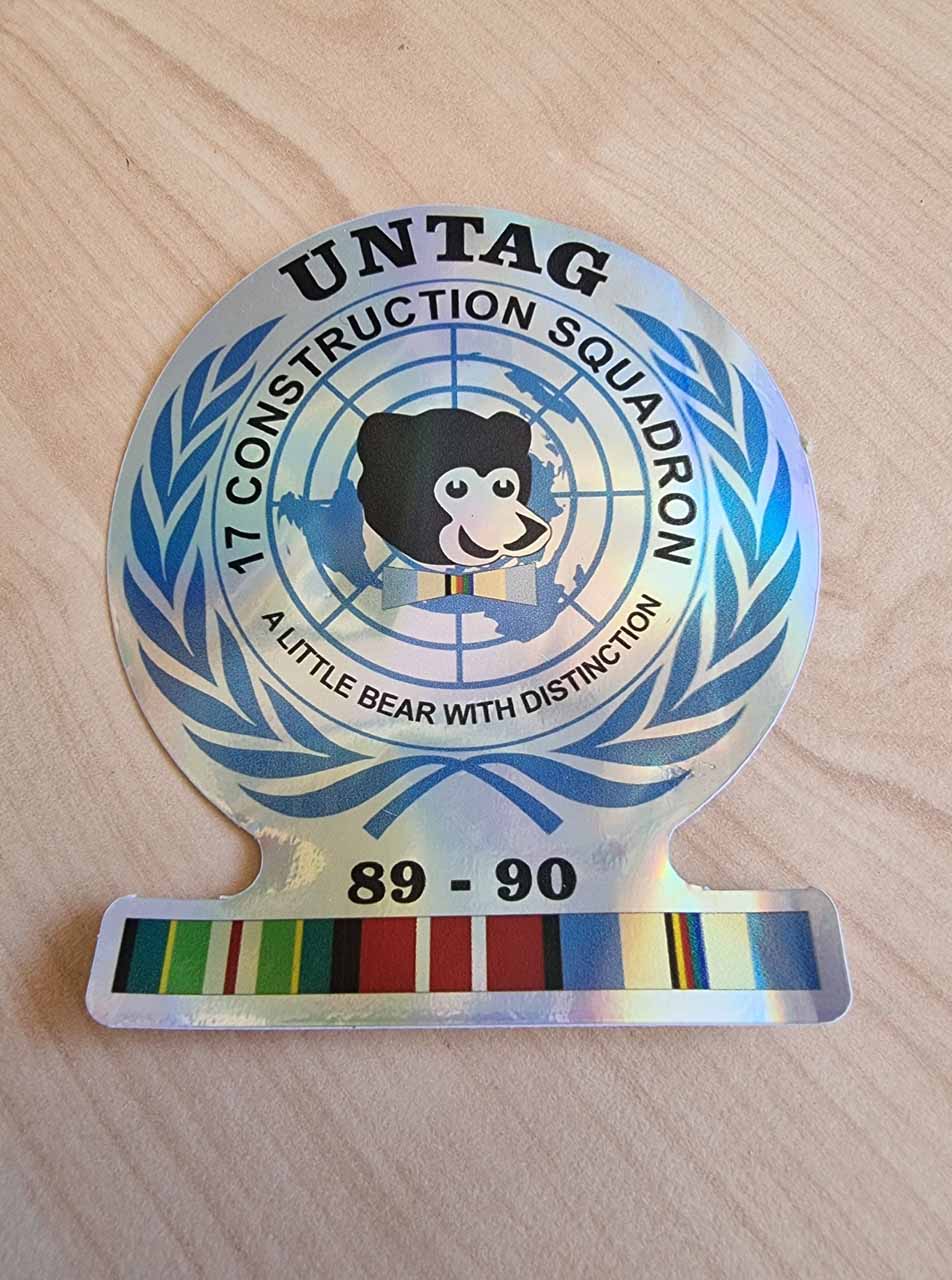 UNTAG
17 CONSTRUCTION SQUADRON
A LITTLE BEAR WITH DISTINCTION
89 - 90